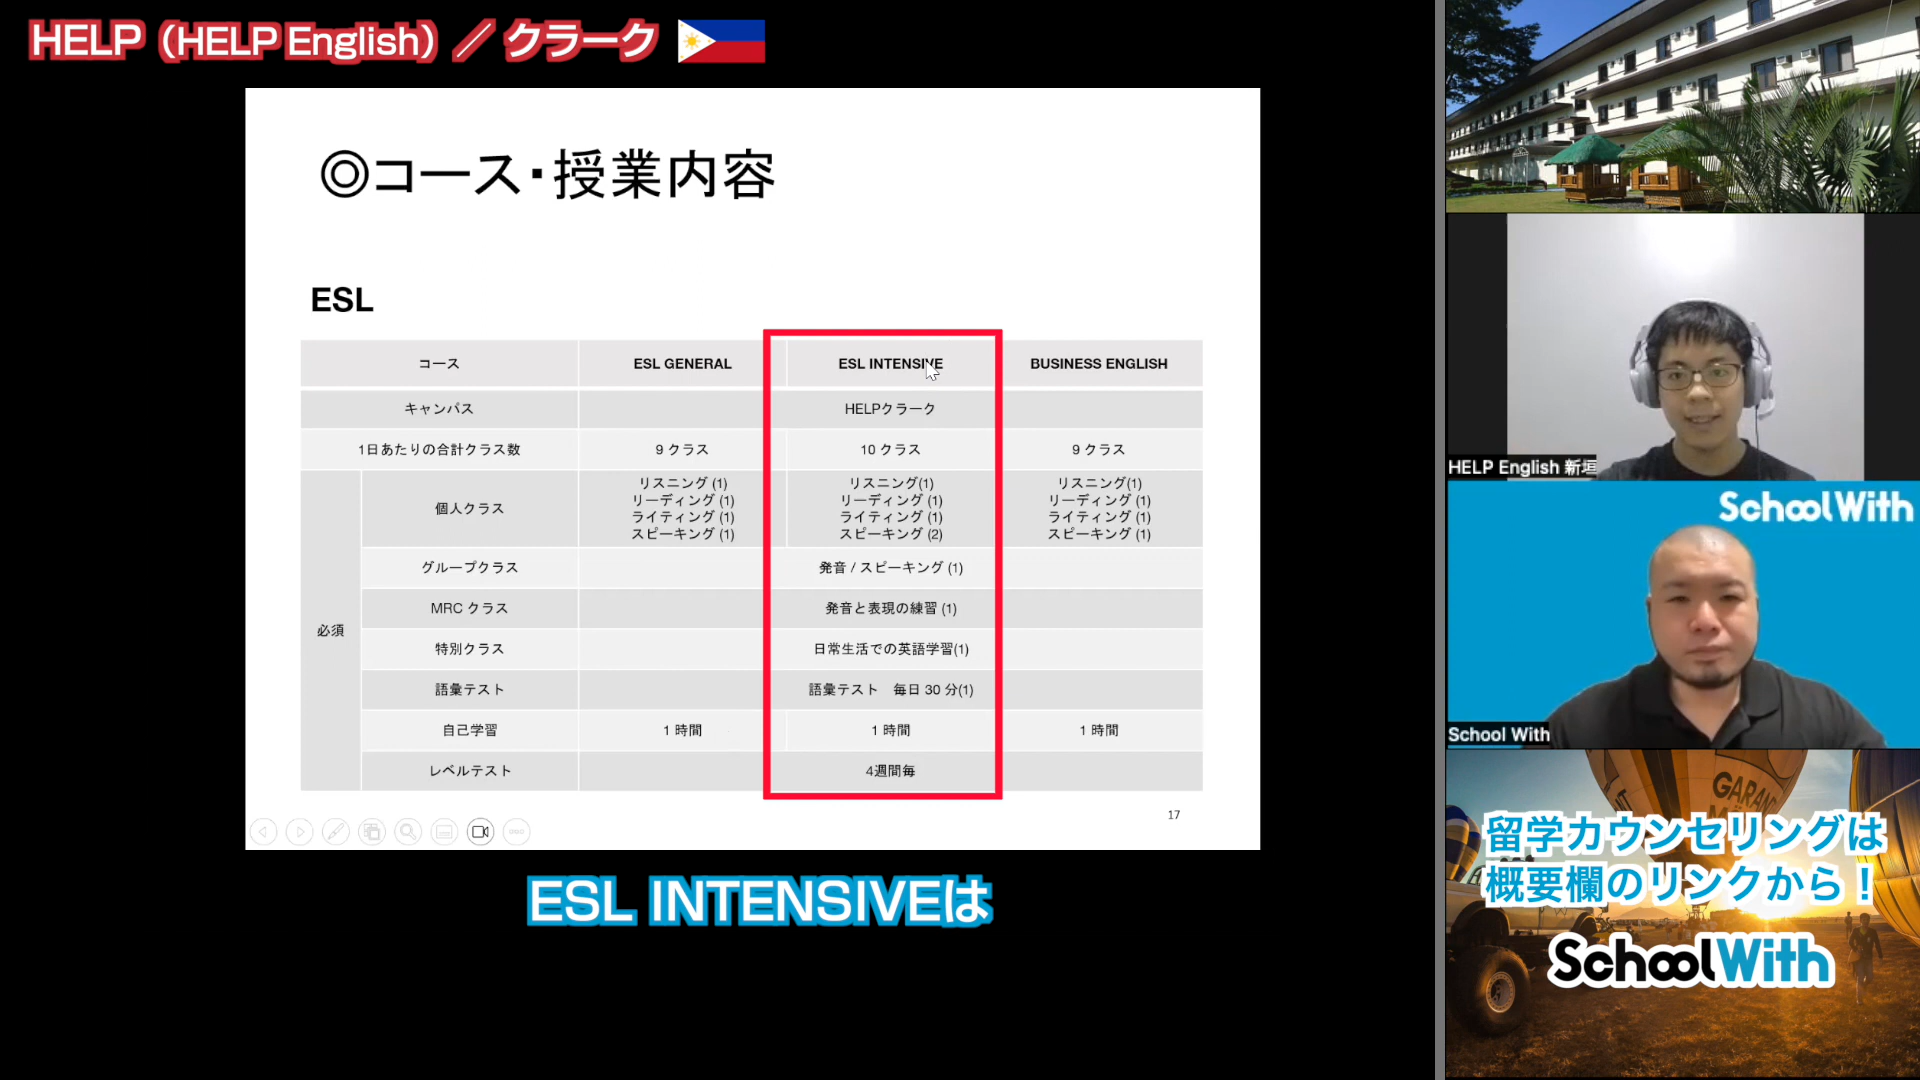 HELP（HELP English）／クラーク
◎コース・授業内容
ESL
コース
ESL GENERAL
ESL INTENSIVE
BUSINESS ENGLISH
キャンパス
HELPクラーク
1日あたりの合計クラス数
9 クラス
10 クラス
9 クラス
必須
個人クラス
リスニング (1)
リーディング (1)
ライティング (1)
スピーキング (1)
リスニング(1)
リーディング (1)
ライティング (1)
スピーキング (2)
リスニング(1)
リーディング (1)
ライティング (1)
スピーキング (1)
グループクラス
発音 / スピーキング (1)
MRC クラス
発音と表現の練習 (1)
特別クラス
日常生活での英語学習(1)
語彙テスト
語彙テスト　毎日 30 分(1)
自己学習
1 時間
1 時間
1 時間
レベルテスト
4週間毎
17
ESL INTENSIVEは
HELP English 新垣
SchoolWith
School With
GARAN
留学カウンセリングは
概要欄のリンクから！
SchoolWith